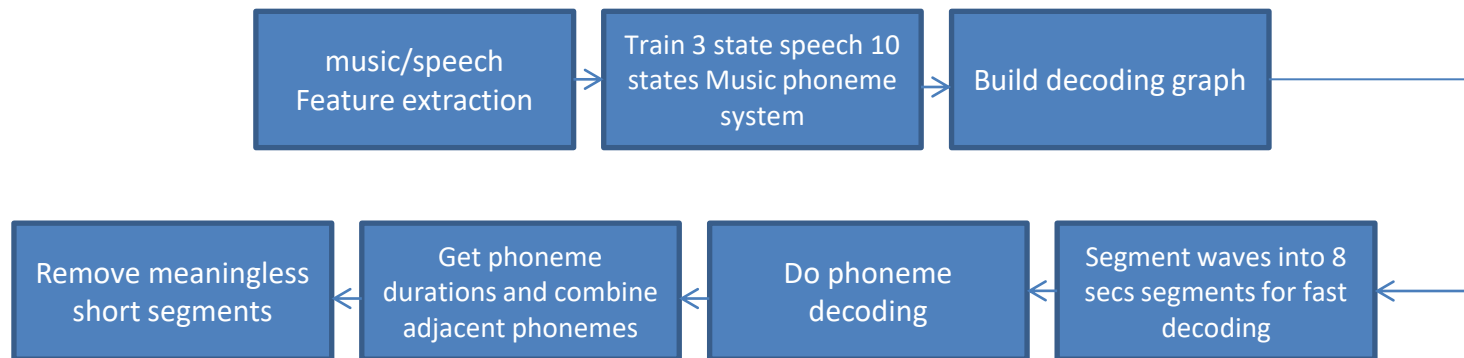 music/speech
Feature extraction
Train 3 state speech 10
states Music phoneme
system
Build decoding graph
Segment waves into 8
secs segments for fast
decoding
Do phoneme
decoding
Get phoneme
durations and combine
adjacent phonemes
Remove meaningless
short segments